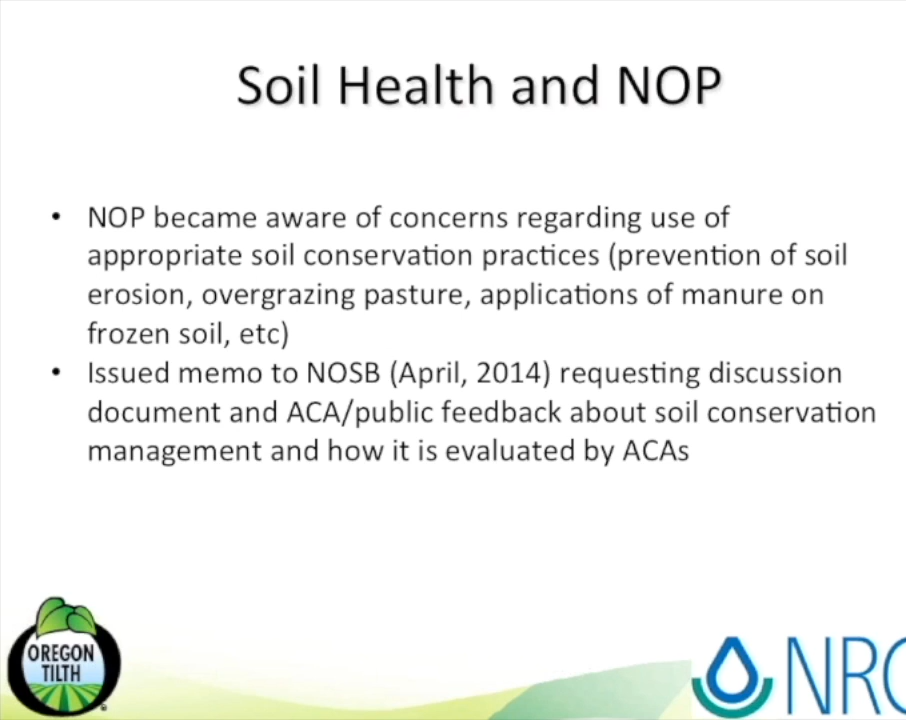 Soil Health and NOP
• NOP became aware of concerns regarding use of
appropriate soil conservation practices (prevention of soil
erosion, overgrazing pasture, applications of manure on
frozen soil, etc)
• Issued memo to NOSB (April, 2014) requesting discussion
document and ACA/public feedback about soil conservation
management and how it is evaluated by ACAs
OREGON
TILTH
NRC